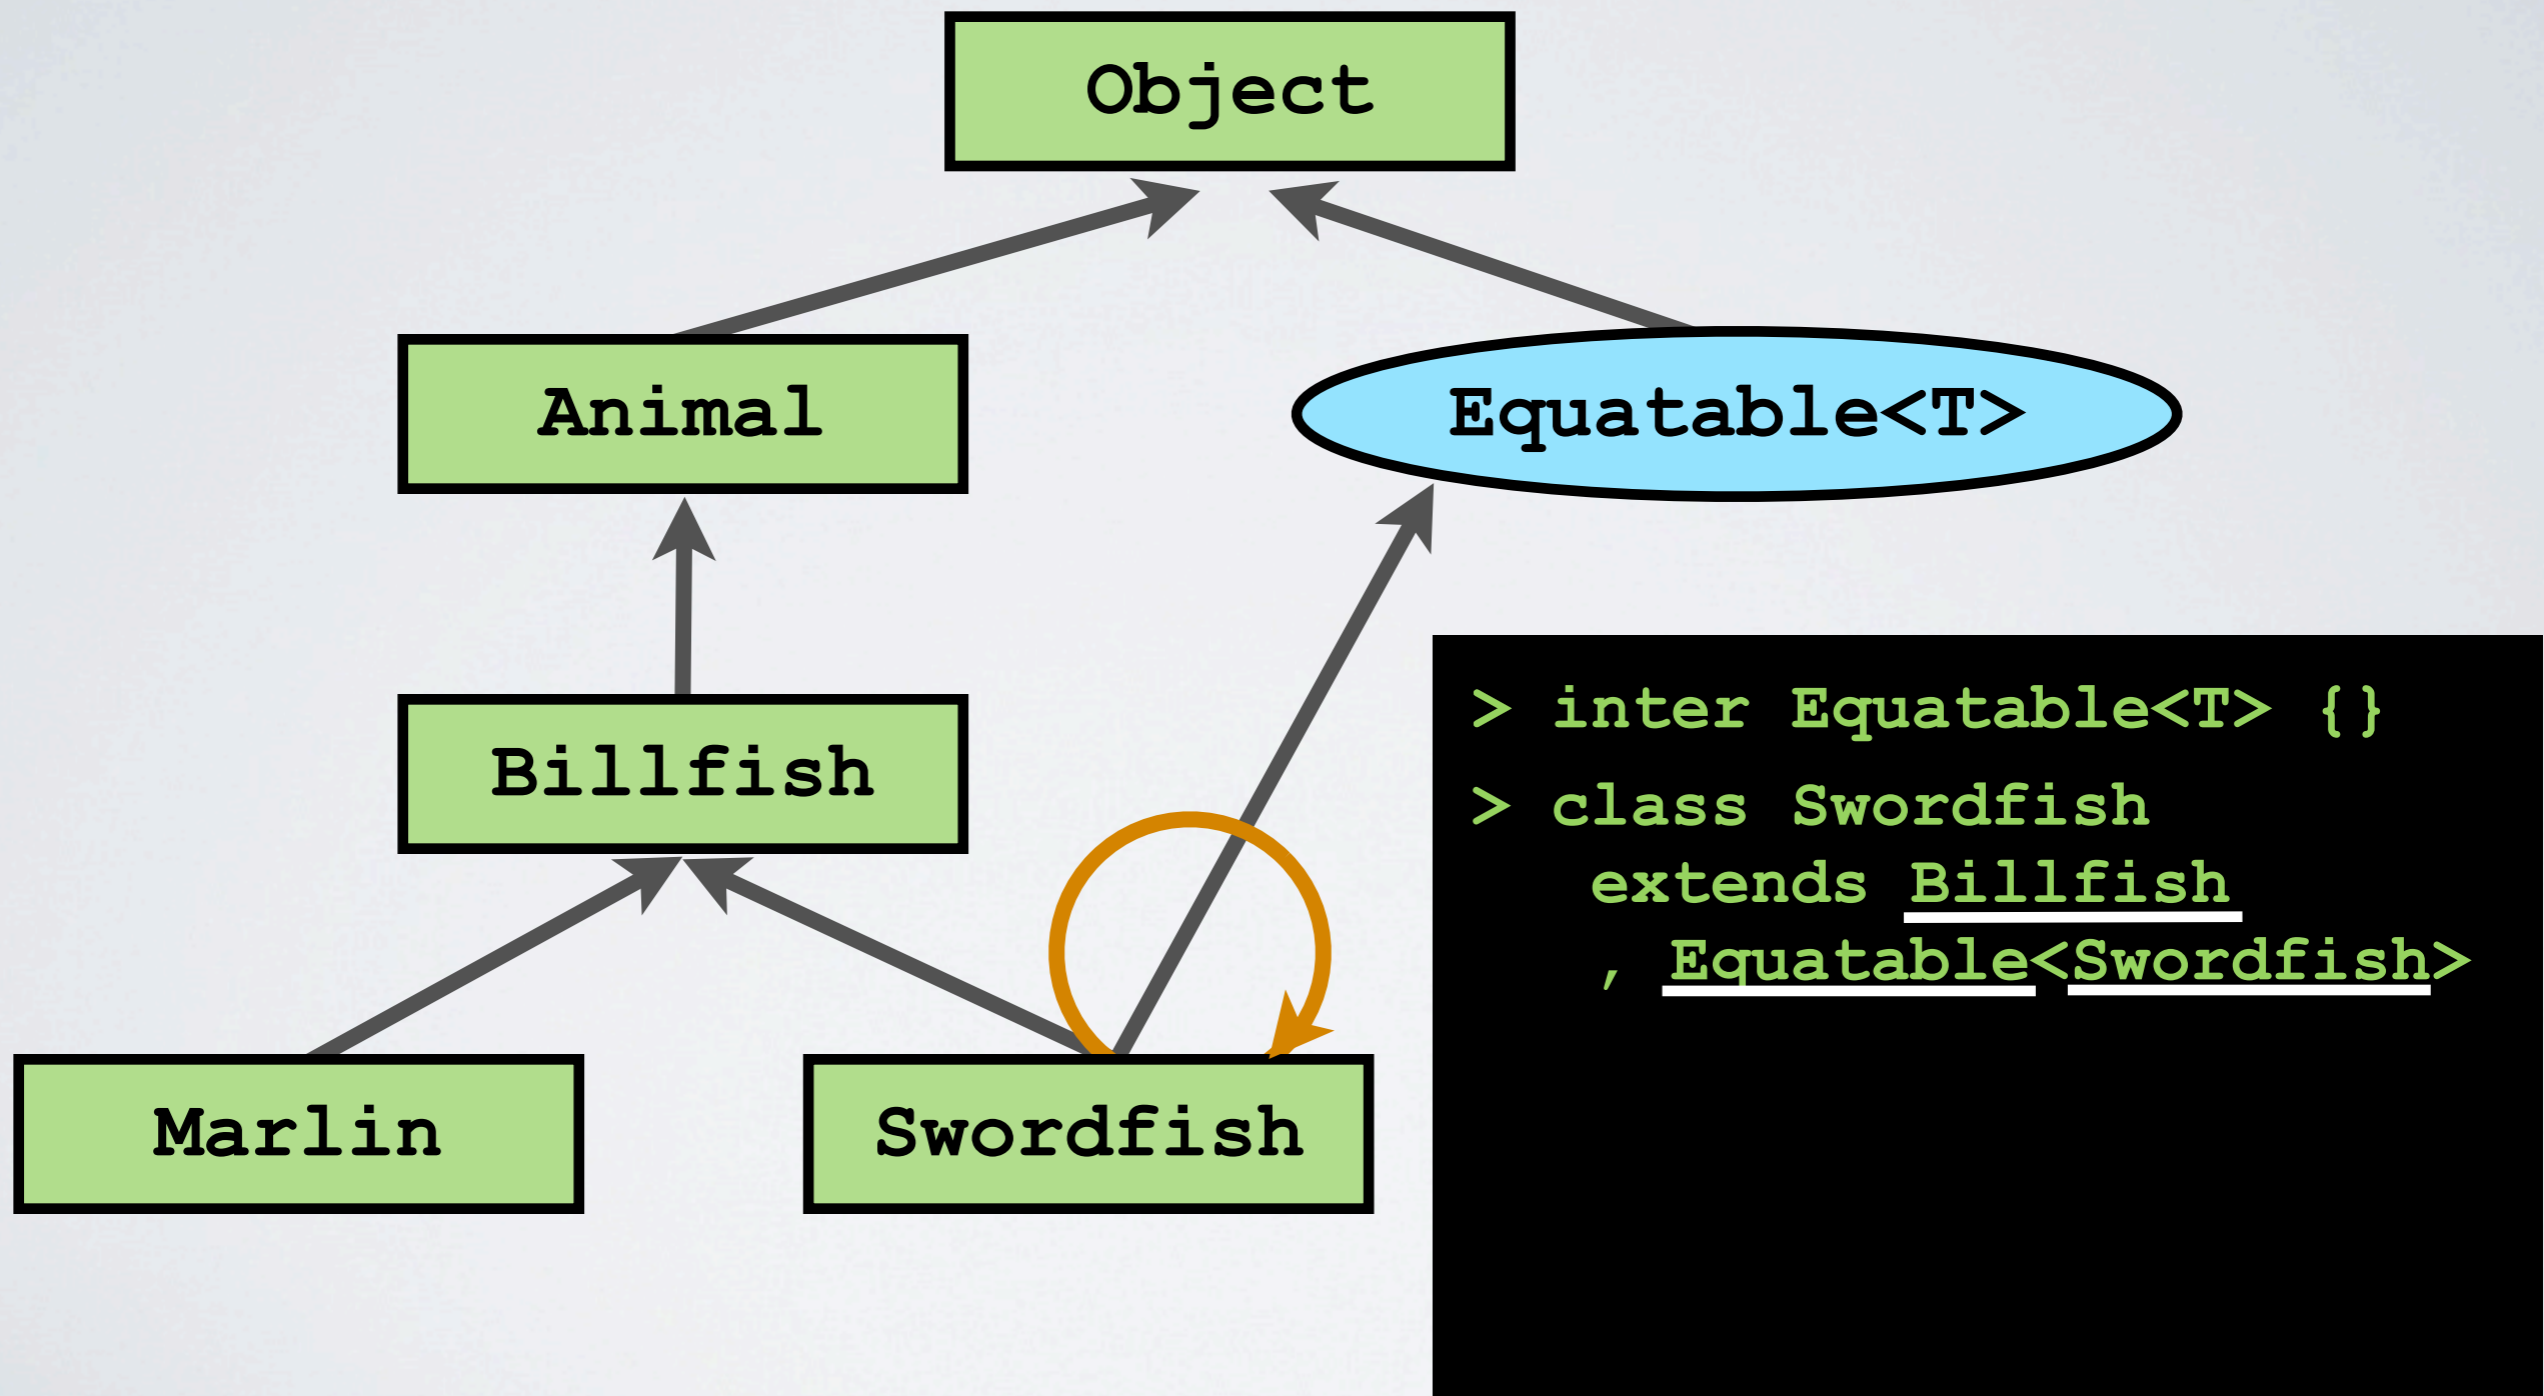 Object
Animal
Equatable<T>
Billfish
Marlin
Swordfish
> inter Equatable<T> {}
> class Swordfish
extends Billfish
, Equatable<Swordfish>